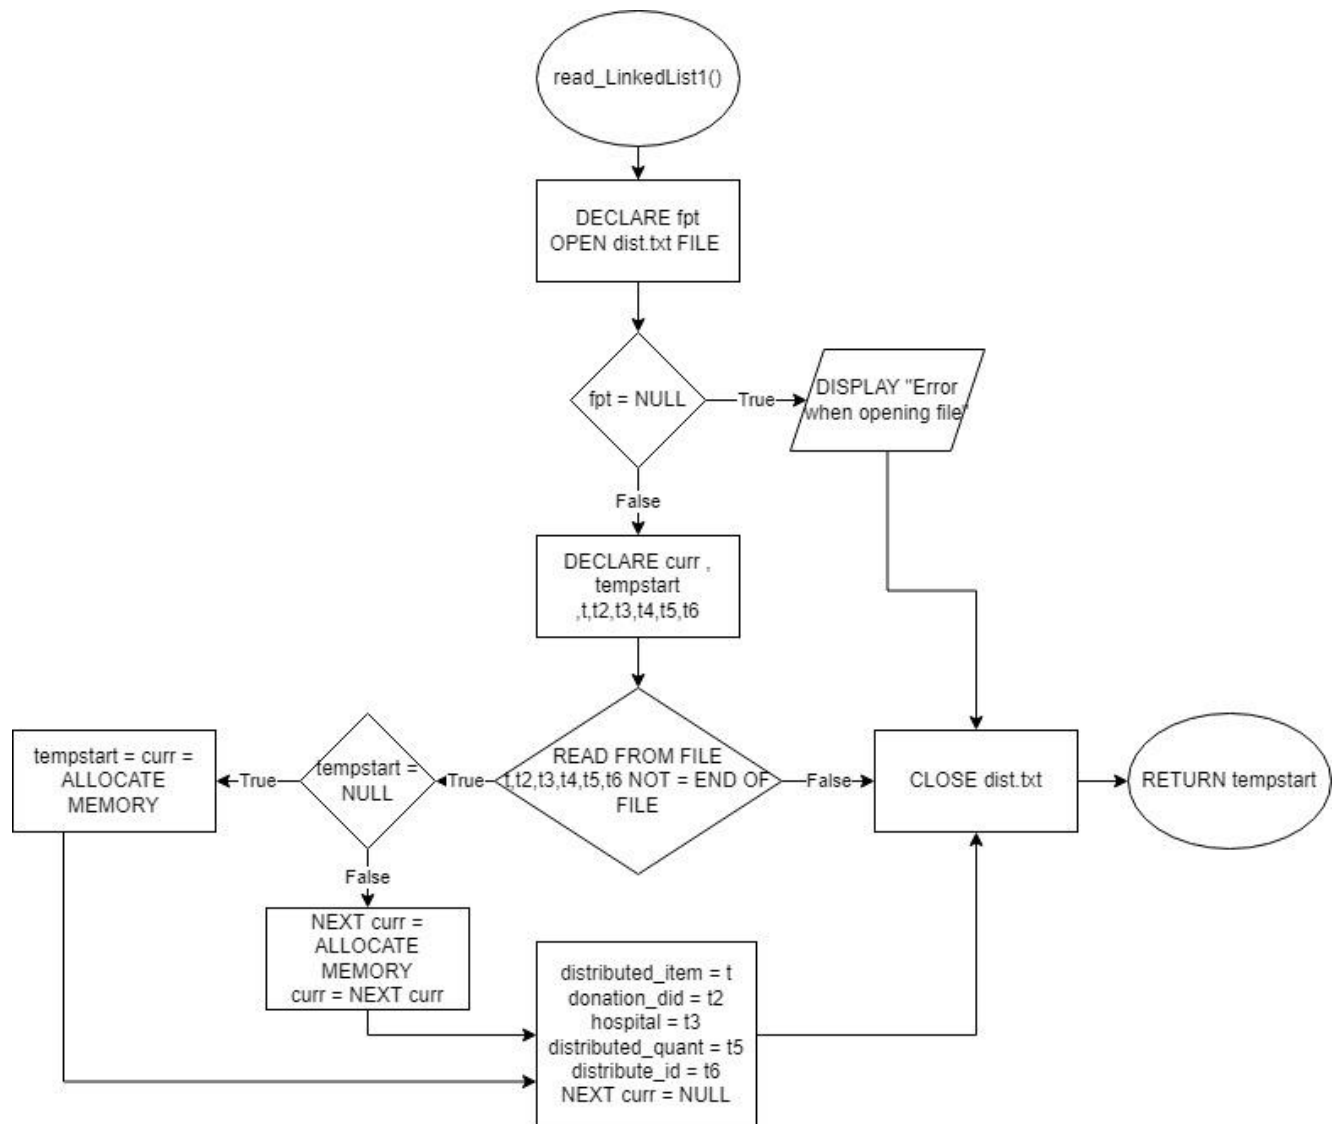 read_LinkedList1()
DECLARE fpt
OPEN dist.txt FILE
fpt = NULL
True
DISPLAY "Error
when opening file"
False
DECLARE curr ,
tempstart
,t,t2,t3,t4,t5,t6
READ FROM FILE
t,t2,t3,t4,t5,t6 NOT = END OF
FILE
True
False
tempstart =
NULL
True
tempstart = curr =
ALLOCATE
MEMORY
CLOSE dist.txt
RETURN tempstart
False
NEXT curr =
ALLOCATE
MEMORY
curr = NEXT curr
distributed_item = t
donation_did = t2
hospital = t3
distributed_quant = t5
distribute_id = t6
NEXT curr = NULL